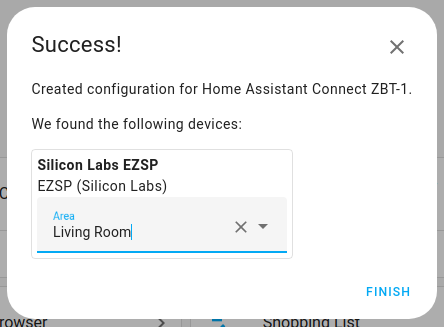 Success!
Created configuration for Home Assistant Connect ZBT-1.
We found the following devices:
Silicon Labs EZSP
EZSP (Silicon Labs)
Area
Living Room
FINISH
rowser
Shopping List